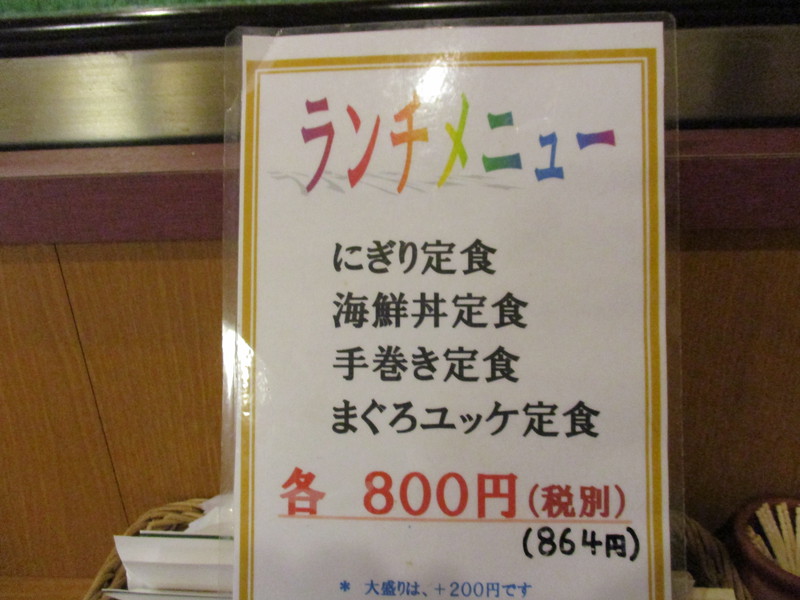 ランチメニュー
にぎり定食
海鮮丼定食
手巻き定食
まぐろユッケ定食
各 800円(税別)
(864円)
* 大盛りは、+200円です